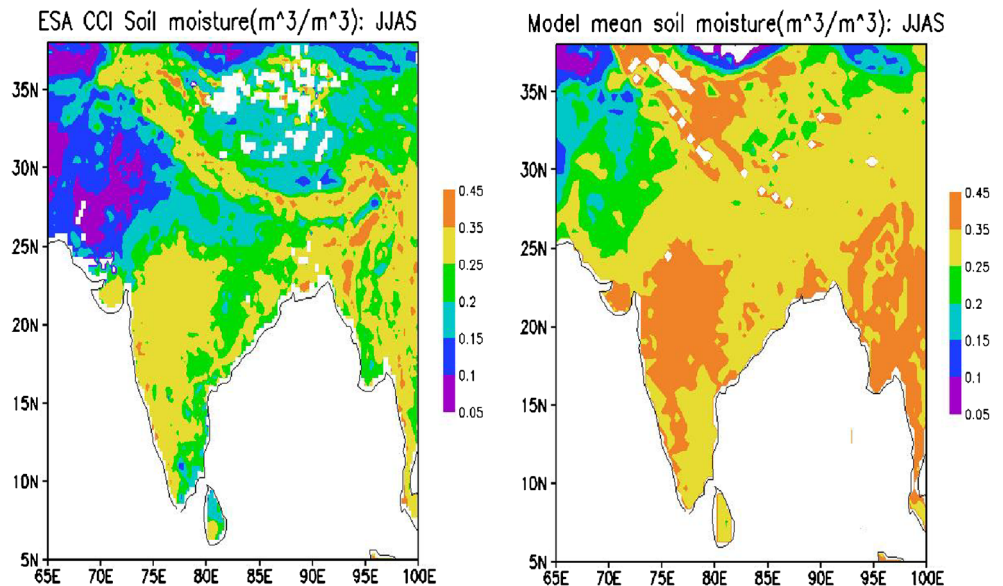 ESA CCI Soil moisture(m^3/m^3): JJAS
35N
30N
25N
20N
15N
10N
5N
65E 70E 75E 80E 85E 90E 95E 100E
0.45
0.35
0.25
0.2
0.15
0.1
0.05
Model mean soil moisture(m^3/m^3): JJAS
35N
30N
25N
20N
15N
10N
5N
65E 70E 75E 80E 85E 90E 95E 100E
0.45
0.35
0.25
0.2
0.15
0.1
0.05